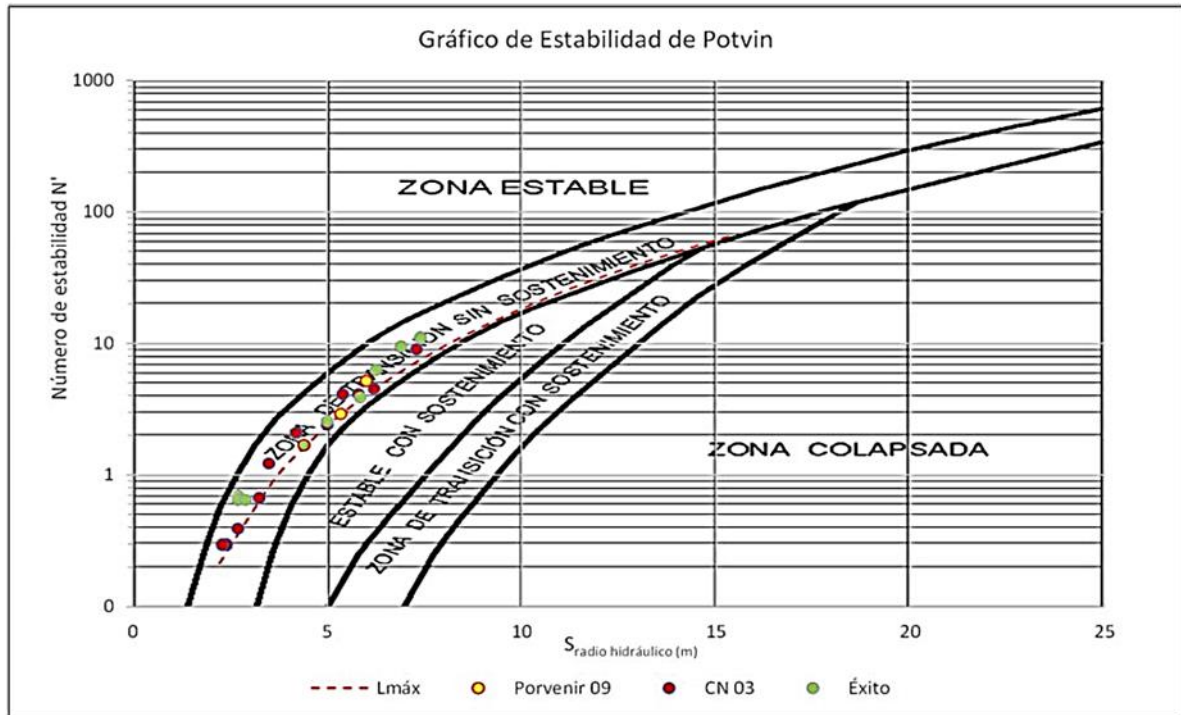 Gráfico de Estabilidad de Potvin
1000
100
10
1
0
Número de estabilidad N'
ZONA ESTABLE
ZONA DE TRANSICIÓN SIN SOSTENIMIENTO
ESTABLE CON SOSTENIMIENTO
ZONA DE TRANSICIÓN CON SOSTENIMIENTO
ZONA COLAPSADA
0 5 10 15 20 25
S radio hidráulico (m)
Lmáx Porvenir 09 CN 03 Éxito